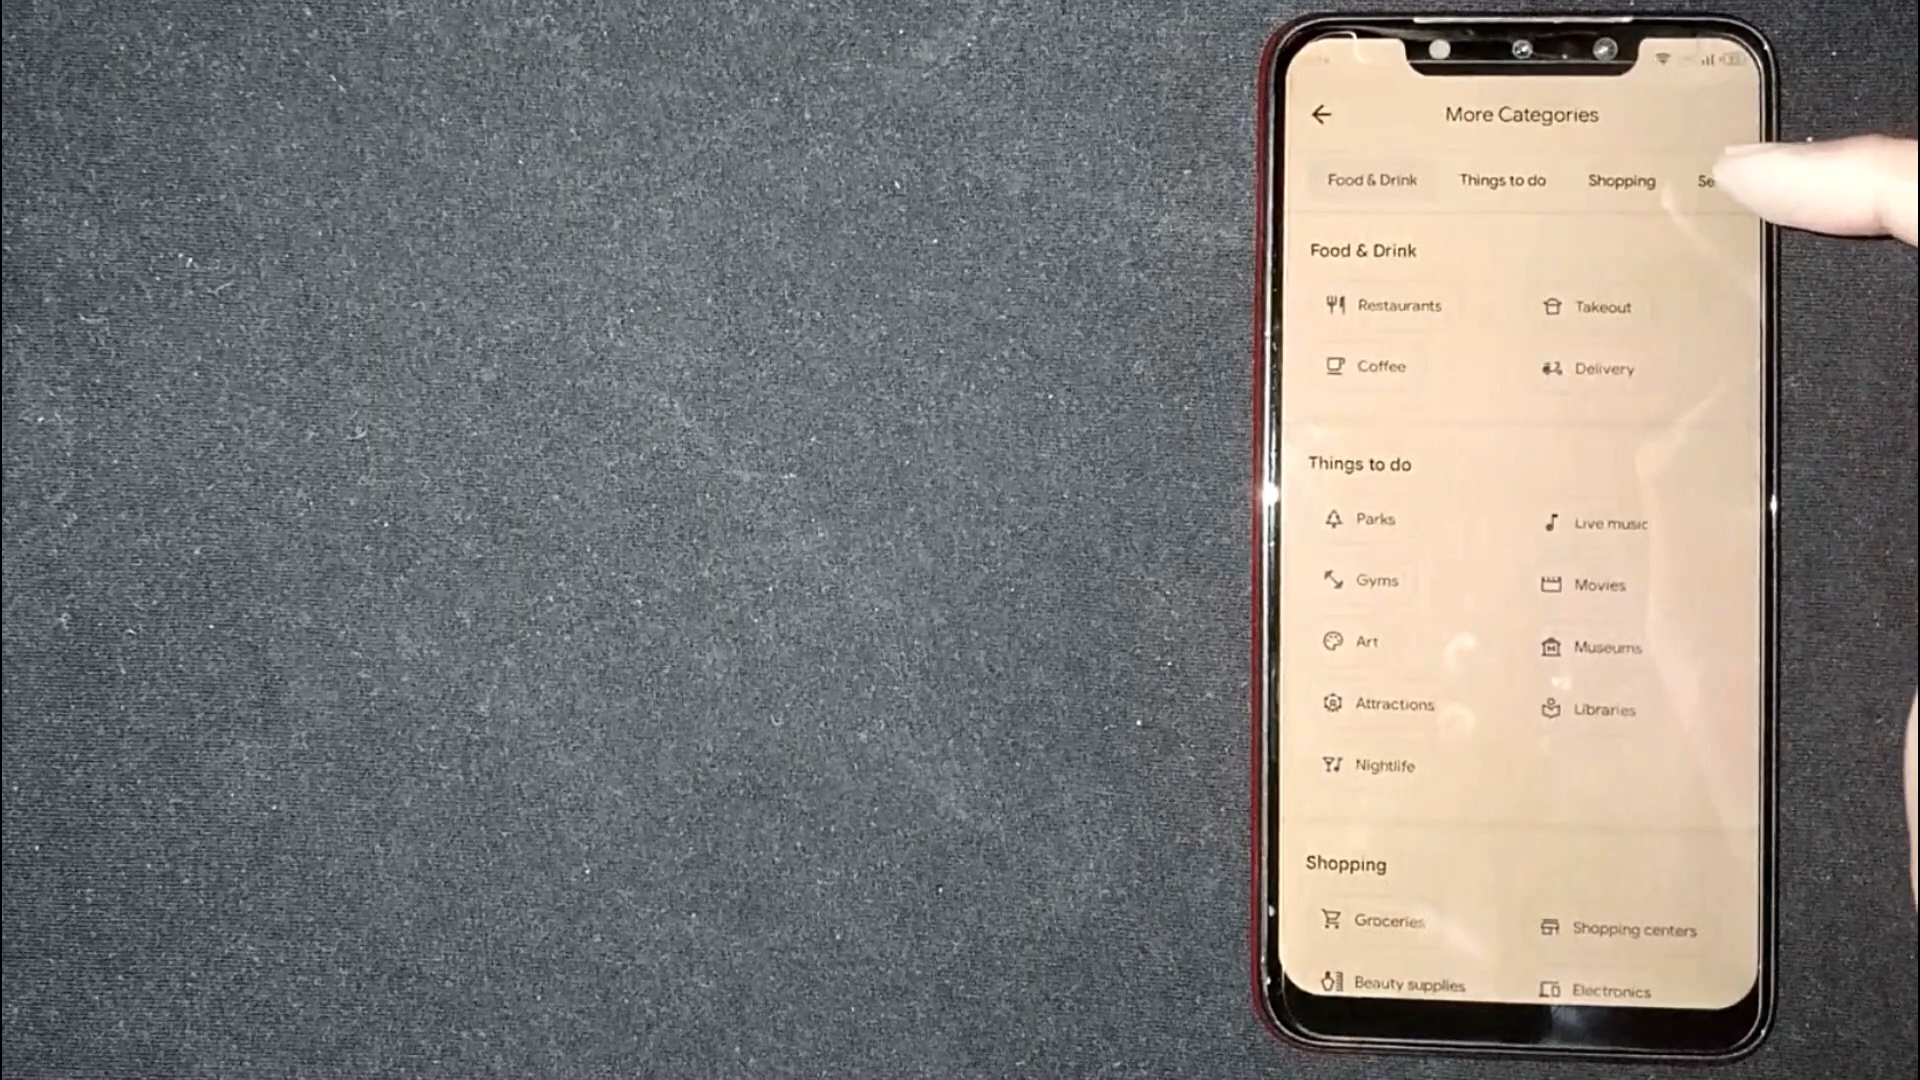 More Categories
Food & Drink Things to do Shopping Se
Food & Drink
Restaurants Takeout
Coffee Delivery
Things to do
Parks Live music
Gyms Movies
Art Museums
Attractions Libraries
Nightlife
Shopping
Groceries Shopping centers
Beauty supplies Electronics